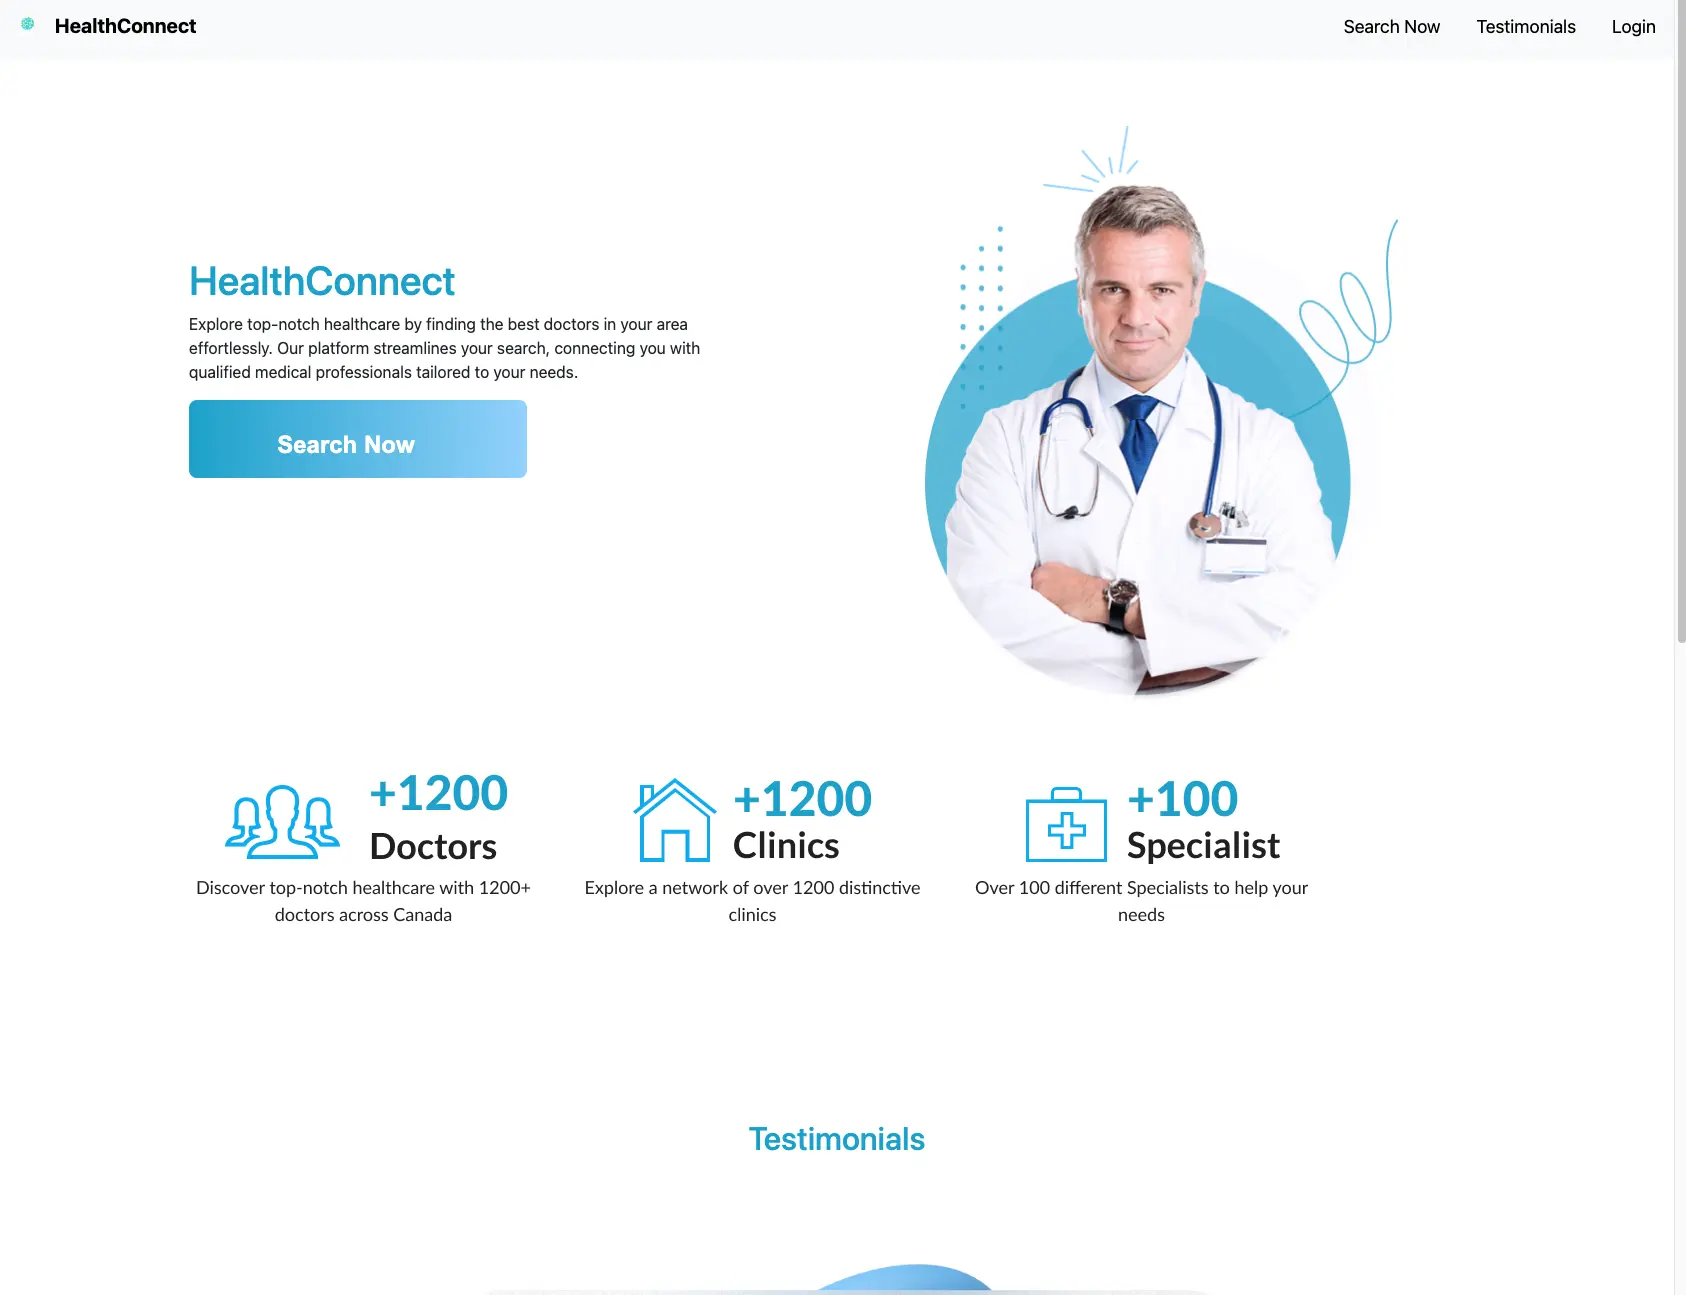 HealthConnect
Search Now
Testimonials
Login
HealthConnect
Explore top-notch healthcare by finding the best doctors in your area
effortlessly. Our platform streamlines your search, connecting you with
qualified medical professionals tailored to your needs.
Search Now
+1200
Doctors
Discover top-notch healthcare with 1200+
doctors across Canada
+1200
Clinics
Explore a network of over 1200 distinctive
clinics
+100
Specialist
Over 100 different Specialists to help your
needs
Testimonials